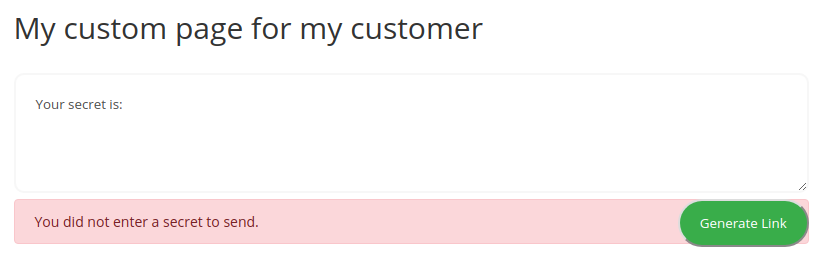 My custom page for my customer
Your secret is:
You did not enter a secret to send.
Generate Link